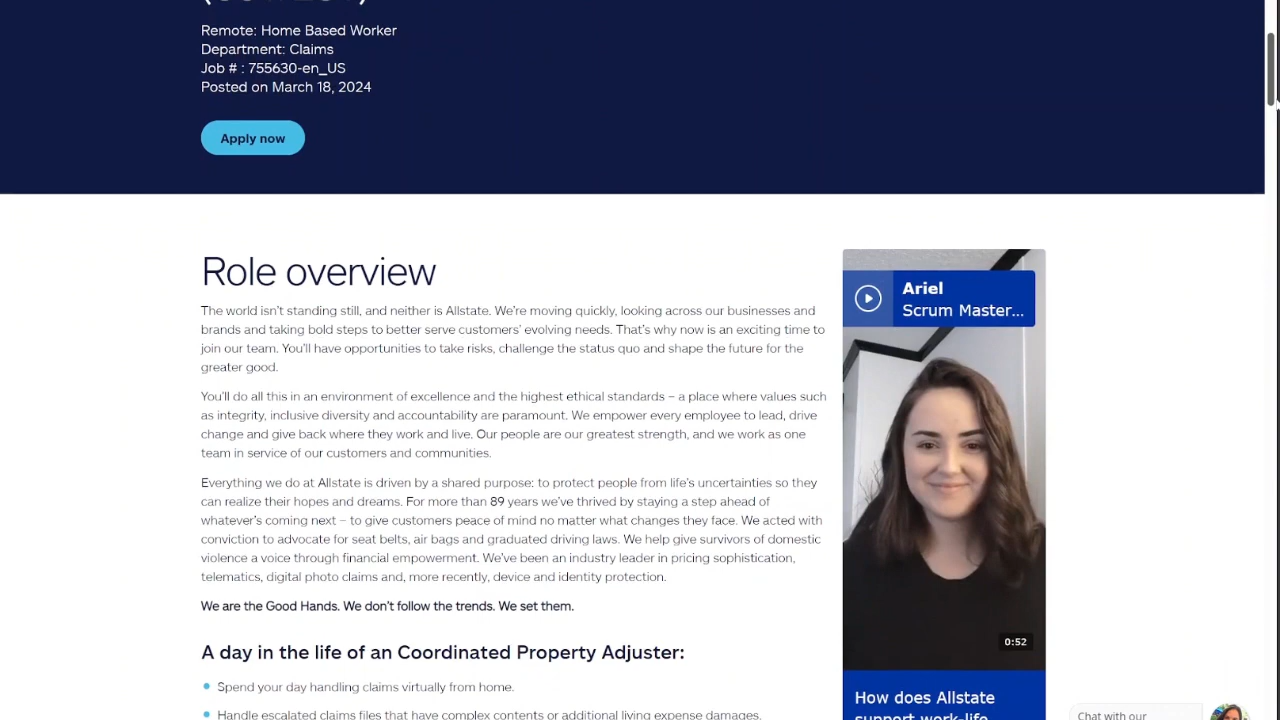 Remote: Home Based Worker
Department: Claims
Job # : 755630-en_US
Posted on March 18, 2024
Apply now
Role overview
The world isn't standing still, and neither is Allstate. We're moving quickly, looking across our businesses and
brands and taking bold steps to better serve customers' evolving needs. That's why now is an exciting time to
join our team. You'll have opportunities to take risks, challenge the status quo and shape the future for the
greater good.
You'll do all this in an environment of excellence and the highest ethical standards – a place where values such
as integrity, inclusive diversity and accountability are paramount. We empower every employee to lead, drive
change and give back where they work and live. Our people are our greatest strength, and we work as one
team in service of our customers and communities.
Everything we do at Allstate is driven by a shared purpose: to protect people from life's uncertainties so they
can realize their hopes and dreams. For more than 89 years we've thrived by staying a step ahead of
whatever's coming next – to give customers peace of mind no matter what changes they face. We acted with
conviction to advocate for seat belts, air bags and graduated driving laws. We help give survivors of domestic
violence a voice through financial empowerment. We've been an industry leader in pricing sophistication,
telematics, digital photo claims and, more recently, device and identity protection.
We are the Good Hands. We don't follow the trends. We set them.
A day in the life of an Coordinated Property Adjuster:
Spend your day handling claims virtually from home.
Handle escalated claims files that have complex contents or additional living expense damages.
Ariel
Scrum Master...
0:52
How does Allstate
support work-life
Chat with our